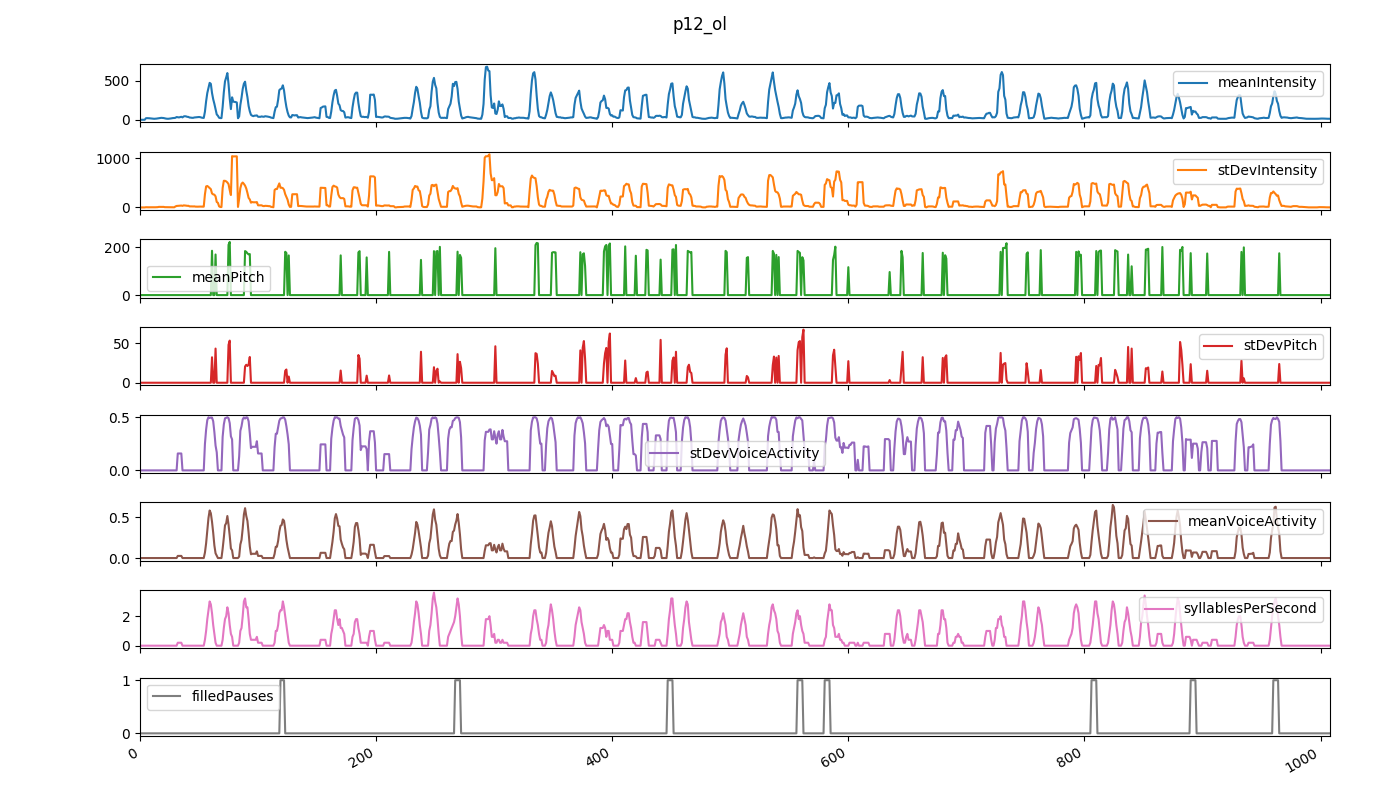 p12_ol
500
0
meanIntensity
1000
0
stDevIntensity
200
0
meanPitch
50
0
stDevPitch
0.5
0.0
stDevVoiceActivity
0.5
0.0
meanVoiceActivity
2
0
syllablesPerSecond
1
0
filledPauses
0 200 400 600 800 1000